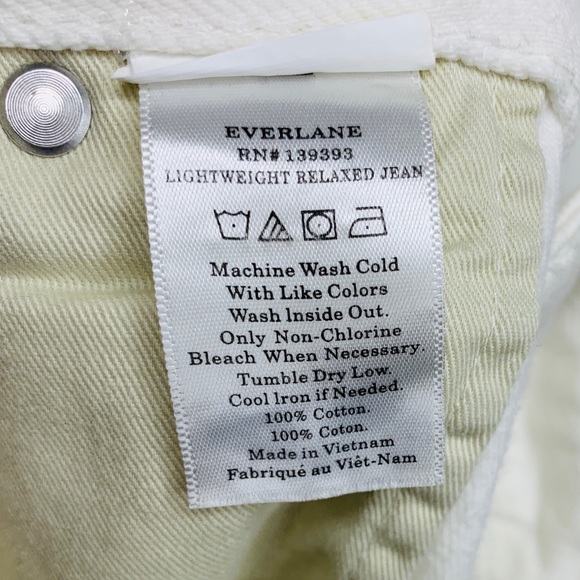 EVERLANE
RN# 139393
LIGHTWEIGHT RELAXED JEAN
Machine Wash Cold
With Like Colors
Wash Inside Out.
Only Non-Chlorine
Bleach When Necessary.
Tumble Dry Low.
Cool Iron if Needed.
100% Cotton.
100% Cotton.
Made in Vietnam
Fabriqué au Viêt-Nam